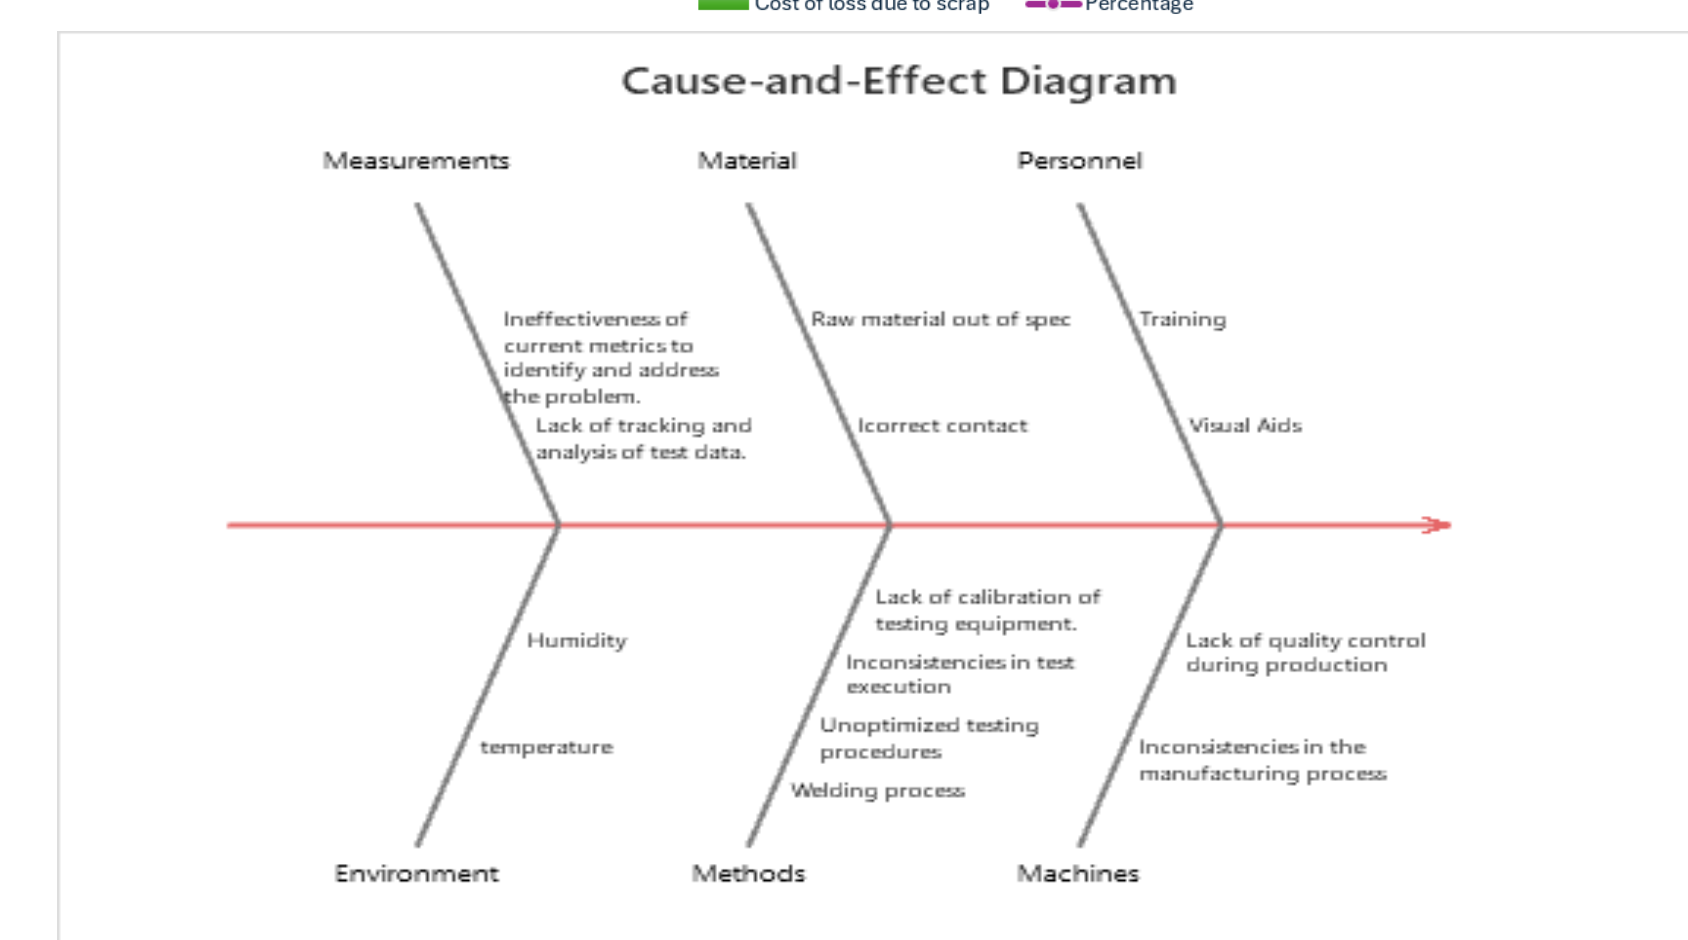 Cost of loss due to scrap
Percentage
Cause-and-Effect Diagram
Measurements
Material
Personnel
Ineffectiveness of
current metrics to
identify and address
the problem.
Lack of tracking and
analysis of test data.
Raw material out of spec
Icorrect contact
Training
Visual Aids
Humidity
temperature
Lack of calibration of
testing equipment.
Inconsistencies in test
execution
Unoptimized testing
procedures
Welding process
Lack of quality control
during production
Inconsistencies in the
manufacturing process
Environment
Methods
Machines